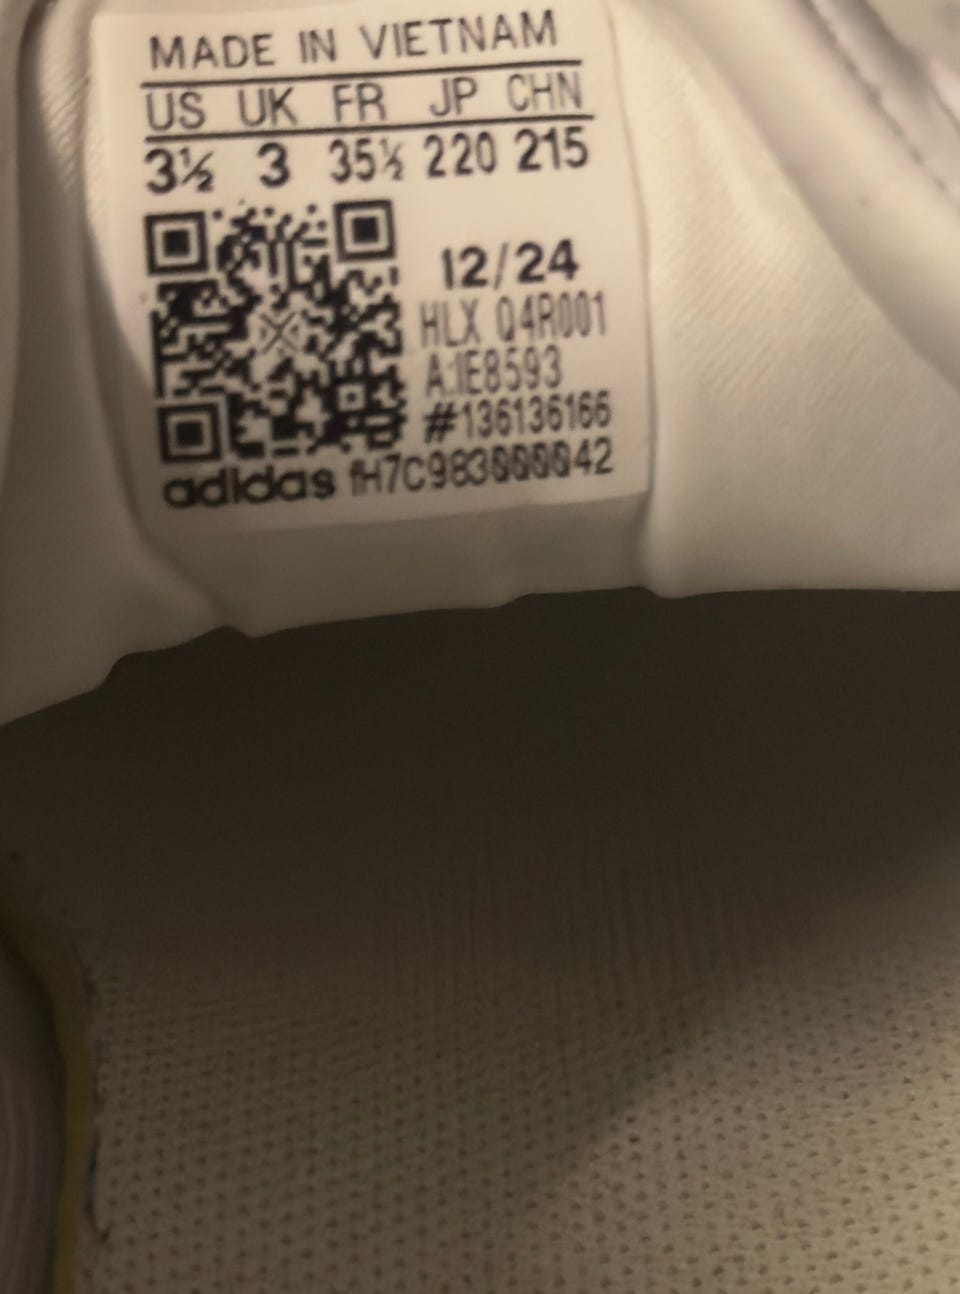 MADE IN VIETNAM
US UK FR JP CHN
3½ 3 35½ 220 215
12/24
HLX Q4R001
A:IE8593
#136136166
adidas fH7C983000042